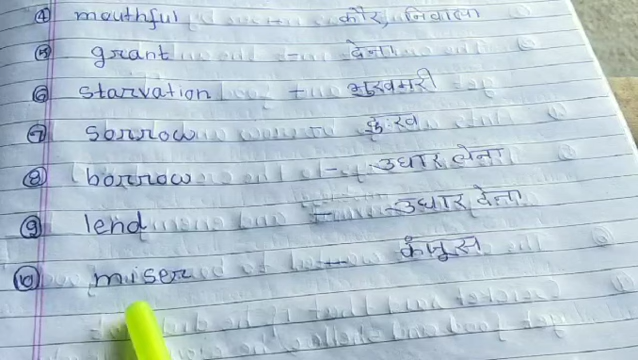 ④ mouthful - कौर, निवाला
⑤ grant - देना
⑥ starvation - भुखमरी
⑦ sorrow - दुःख
⑧ borrow - उधार लेना
⑨ lend - उधार देना
⑩ miser - कंजूस